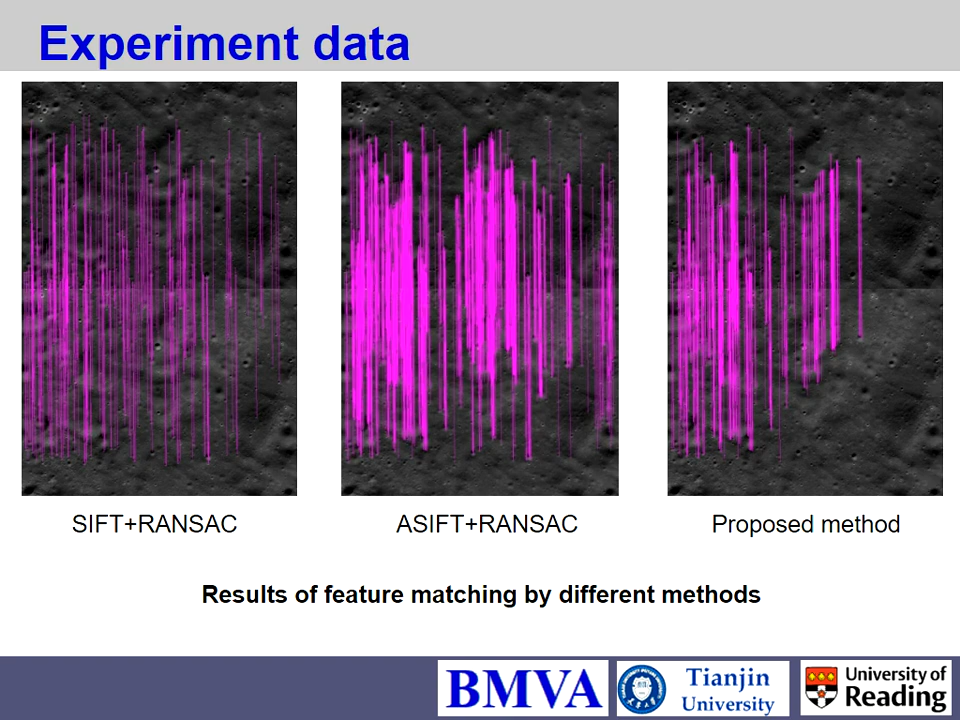 Experiment data
SIFT+RANSAC
ASIFT+RANSAC
Proposed method
Results of feature matching by different methods
BMVA
Tianjin
University
University of
Reading